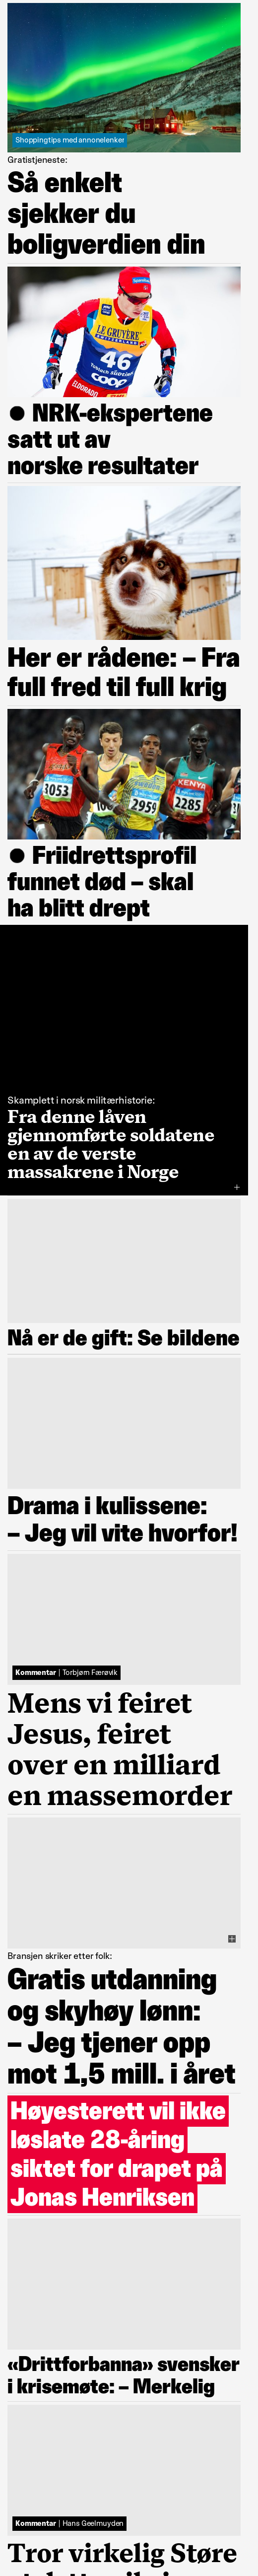 Shoppingtips med annonelenker
Gratistjeneste:
Så enkelt
sjekker du
boligverdien din
LE GRUYÈRE
SWITZERLAND
46
coop
ELDORADO
● NRK-ekspertene
satt ut av
norske resultater
Her er rådene: – Fra
full fred til full krig
3053
2959
KENYA
2285
● Friidrettsprofil
funnet død – skal
ha blitt drept
Skamplett i norsk militærhistorie:
Fra denne låven
gjennomførte soldatene
en av de verste
massakrene i Norge
+
Nå er de gift: Se bildene
Drama i kulissene:
– Jeg vil vite hvorfor!
Kommentar | Torbjørn Færøvik
Mens vi feiret
Jesus, feiret
over en milliard
en massemorder
Bransjen skriker etter folk:
Gratis utdanning
og skyhøy lønn:
– Jeg tjener opp
mot 1,5 mill. i året
Høyesterett vil ikke
løslate 28-åring
siktet for drapet på
Jonas Henriksen
«Drittforbanna» svensker
i krisemøte: – Merkelig
Kommentar | Hans Geelmuyden
Tror virkelig Støre